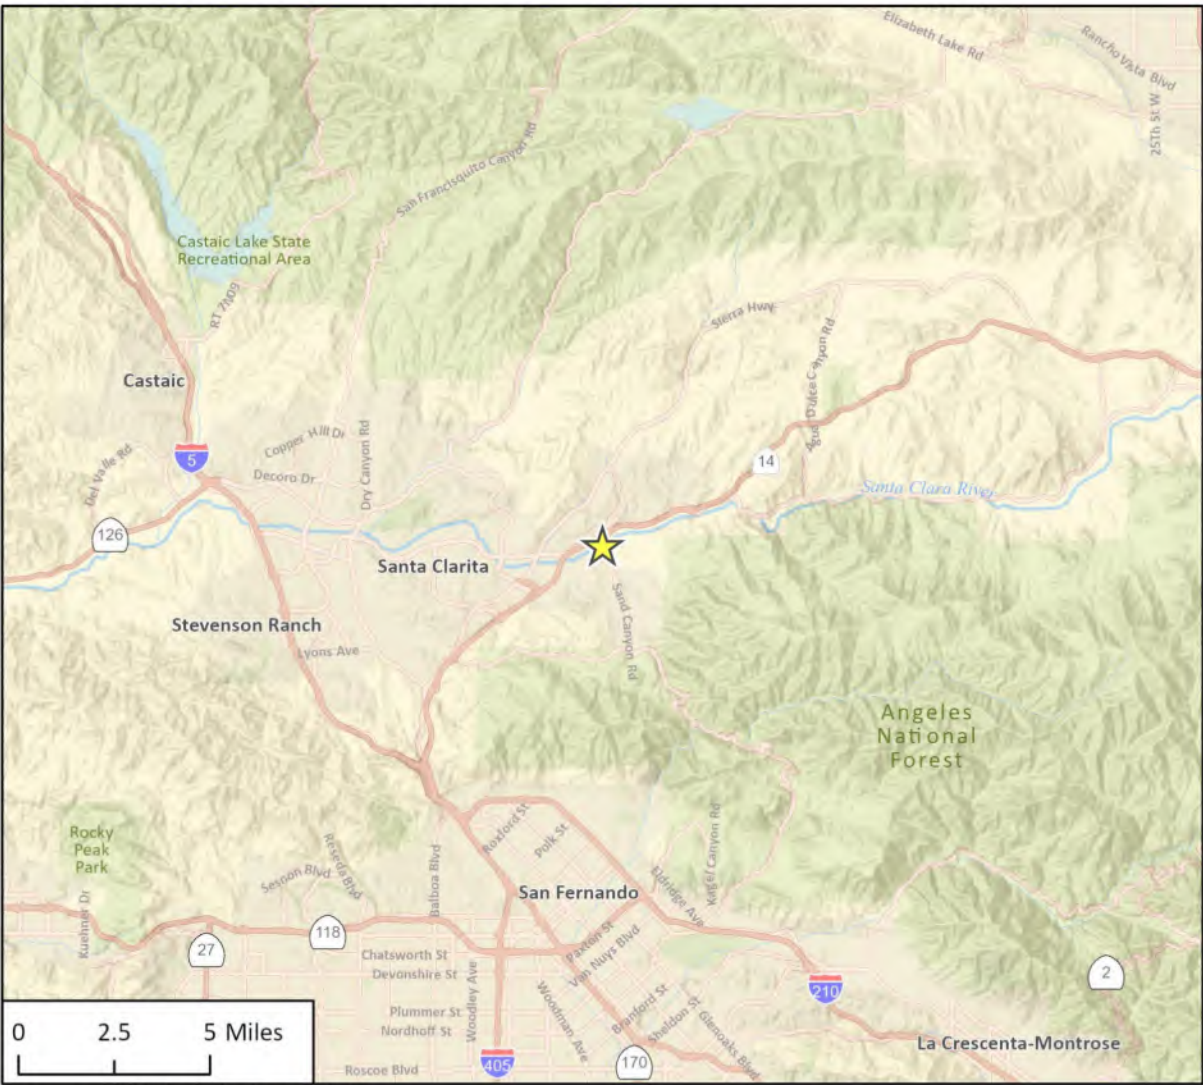 Elizabeth Lake Rd
Rancho Vista Blvd
25Th St W
San Francisquito Canyon Rd
Castaic Lake State
Recreational Area
RT 7N09
Sierra Hwy
Agua Dulce Canyon Rd
Castaic
Copper Hill Dr
Del Valle Rd
5
Decoro Dr
Dry Canyon Rd
14
Santa Clara River
126
Santa Clarita
Sand Canyon Rd
Stevenson Ranch
Lyons Ave
Angeles
National
Forest
Rocky
Peak
Park
Roxford St
Polk St
Reseda Blvd
Sesnon Blvd
Balboa Blvd
Kagel Canyon Rd
Eldridge Ave
San Fernando
Kuehner Dr
27
118
Paxton St
Van Nuys Blvd
Chatsworth St
Devonshire St
Woodley Ave
Woodman Ave
2
210
Plummer St
Nordhoff St
Branford St
Sheldon St
Glenoaks Blvd
La Crescenta-Montrose
0 2.5 5 Miles
Roscoe Blvd
405
170